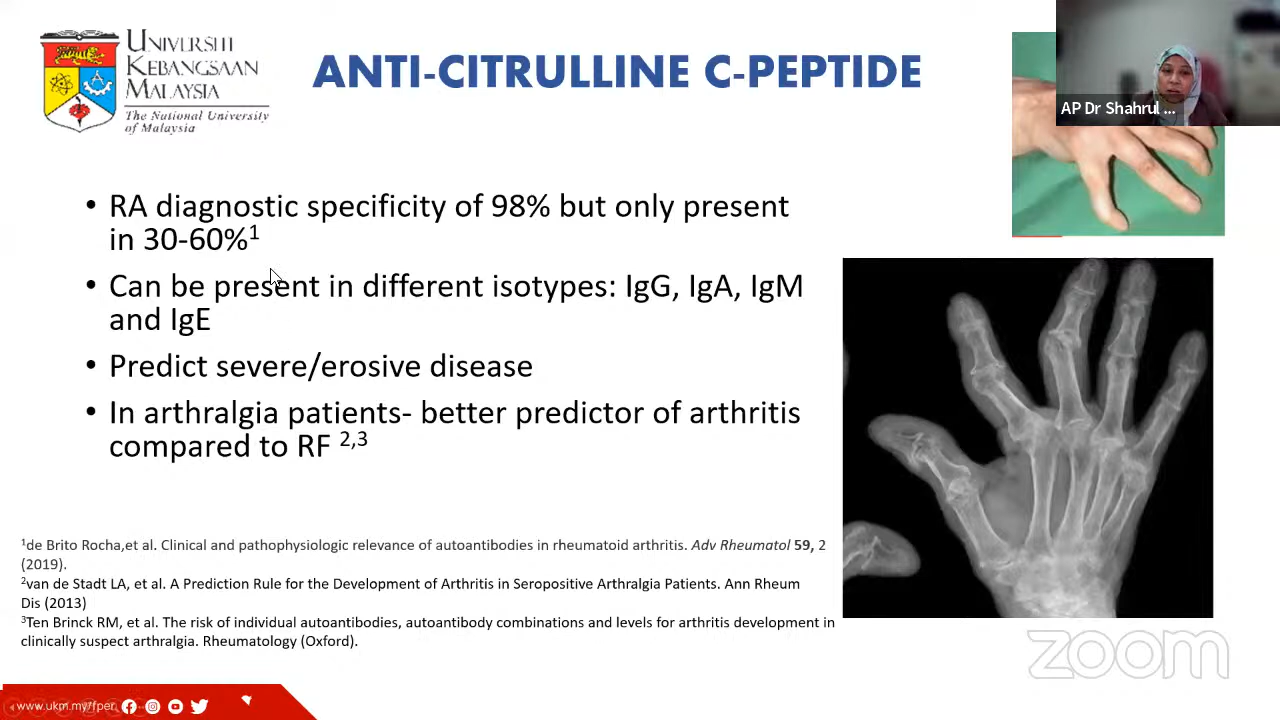 UNIVERSITI
KEBANGSAAN
MALAYSIA
The National University
of Malaysia
ANTI-CITRULLINE C-PEPTIDE
AP Dr Shahrul ...
• RA diagnostic specificity of 98% but only present
in 30-60%¹
• Can be present in different isotypes: IgG, IgA, IgM
and IgE
• Predict severe/erosive disease
• In arthralgia patients- better predictor of arthritis
compared to RF ²,³
¹de Brito Rocha,et al. Clinical and pathophysiologic relevance of autoantibodies in rheumatoid arthritis. Adv Rheumatol 59, 2
(2019).
²van de Stadt LA, et al. A Prediction Rule for the Development of Arthritis in Seropositive Arthralgia Patients. Ann Rheum
Dis (2013)
³Ten Brinck RM, et al. The risk of individual autoantibodies, autoantibody combinations and levels for arthritis development in
clinically suspect arthralgia. Rheumatology (Oxford).
zoom
www.ukm.my/fper